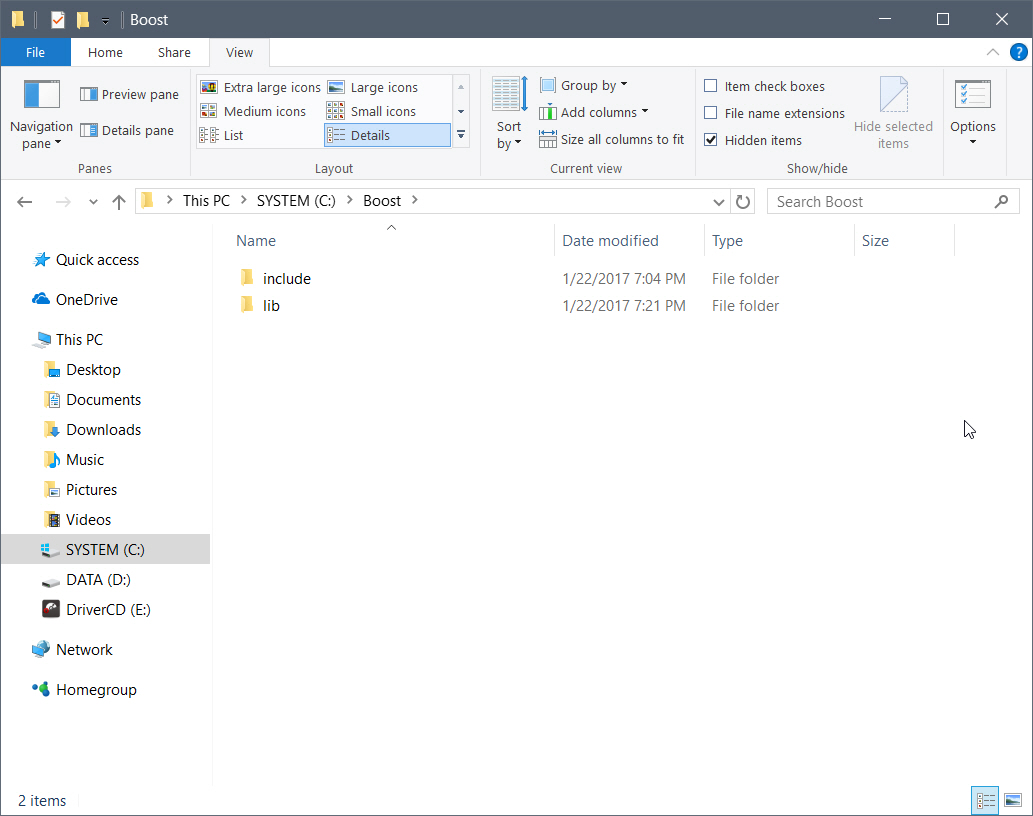 Boost
File Home Share View
Navigation pane
Preview pane
Details pane
Panes
Extra large icons Large icons
Medium icons Small icons
List Details
Layout
Sort by
Group by
Add columns
Size all columns to fit
Current view
Item check boxes
File name extensions
Hidden items
Hide selected items
Show/hide
Options
This PC SYSTEM (C:) Boost
Search Boost
Name Date modified Type Size
include 1/22/2017 7:04 PM File folder
lib 1/22/2017 7:21 PM File folder
Quick access
OneDrive
This PC
Desktop
Documents
Downloads
Music
Pictures
Videos
SYSTEM (C:)
DATA (D:)
DriverCD (E:)
Network
Homegroup
2 items